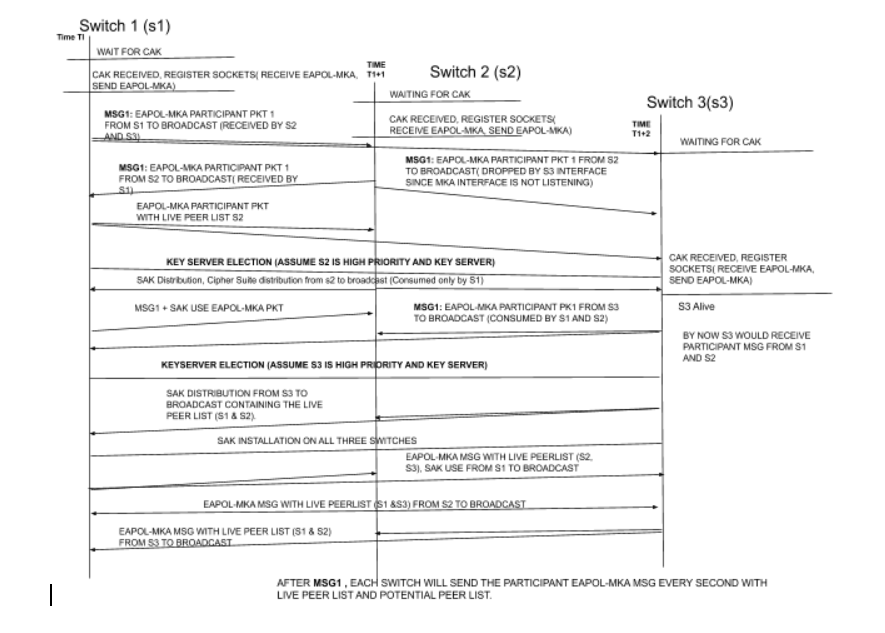 Switch 1 (s1)
Time TI
WAIT FOR CAK
CAK RECEIVED, REGISTER SOCKETS( RECEIVE EAPOL-MKA,
SEND EAPOL-MKA)
TIME
T1+1
Switch 2 (s2)
WAITING FOR CAK
MSG1: EAPOL-MKA PARTICIPANT PKT 1
FROM S1 TO BROADCAST (RECEIVED BY S2
AND S3)
CAK RECEIVED, REGISTER SOCKETS(
RECEIVE EAPOL-MKA, SEND EAPOL-MKA)
Switch 3(s3)
TIME
T1+2
WAITING FOR CAK
MSG1: EAPOL-MKA PARTICIPANT PKT 1
FROM S2 TO BROADCAST( RECEIVED BY
S1)
MSG1: EAPOL-MKA PARTICIPANT PKT 1 FROM S2
TO BROADCAST( DROPPED BY S3 INTERFACE
SINCE MKA INTERFACE IS NOT LISTENING)
EAPOL-MKA PARTICIPANT PKT
WITH LIVE PEER LIST S2
KEY SERVER ELECTION (ASSUME S2 IS HIGH PRIORITY AND KEY SERVER)
CAK RECEIVED, REGISTER
SOCKETS( RECEIVE EAPOL-MKA,
SEND EAPOL-MKA)
SAK Distribution, Cipher Suite distribution from s2 to broadcast (Consumed only by S1)
MSG1 + SAK USE EAPOL-MKA PKT
MSG1: EAPOL-MKA PARTICIPANT PK1 FROM S3
TO BROADCAST (CONSUMED BY S1 AND S2)
S3 Alive
BY NOW S3 WOULD RECEIVE
PARTICIPANT MSG FROM S1
AND S2
KEYSERVER ELECTION (ASSUME S3 IS HIGH PRIORITY AND KEY SERVER)
SAK DISTRIBUTION FROM S3 TO
BROADCAST CONTAINING THE LIVE
PEER LIST (S1 & S2).
SAK INSTALLATION ON ALL THREE SWITCHES
EAPOL-MKA MSG WITH LIVE PEERLIST (S2,
S3), SAK USE FROM S1 TO BROADCAST
EAPOL-MKA MSG WITH LIVE PEERLIST (S1 &S3) FROM S2 TO BROADCAST
EAPOL-MKA MSG WITH LIVE PEER LIST (S1 & S2)
FROM S3 TO BROADCAST
AFTER MSG1 , EACH SWITCH WILL SEND THE PARTICIPANT EAPOL-MKA MSG EVERY SECOND WITH
LIVE PEER LIST AND POTENTIAL PEER LIST.